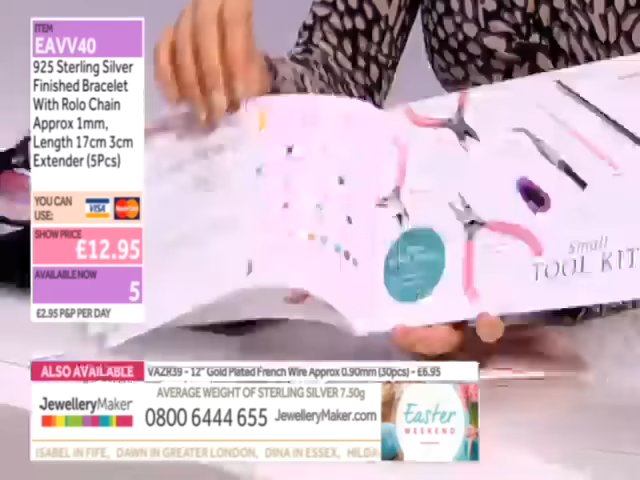 ITEM
EAVV40
925 Sterling Silver
Finished Bracelet
With Rolo Chain
Approx 1mm,
Length 17cm 3cm
Extender (5Pcs)
YOU CAN
USE:
VISA
SHOW PRICE
£12.95
AVAILABLE NOW
5
£2.95 P&P PER DAY
Small
TOOL KIT
ALSO AVAILABLE
VAZR39 - 12" Gold Plated French Wire Approx 0.90mm (30pcs) - £6.95
JewelleryMaker
AVERAGE WEIGHT OF STERLING SILVER 7.50g
0800 6444 655 JewelleryMaker.com
Easter
WEEKEND
ISABEL IN FIFE, DAWN IN GREATER LONDON, DINA IN ESSEX,